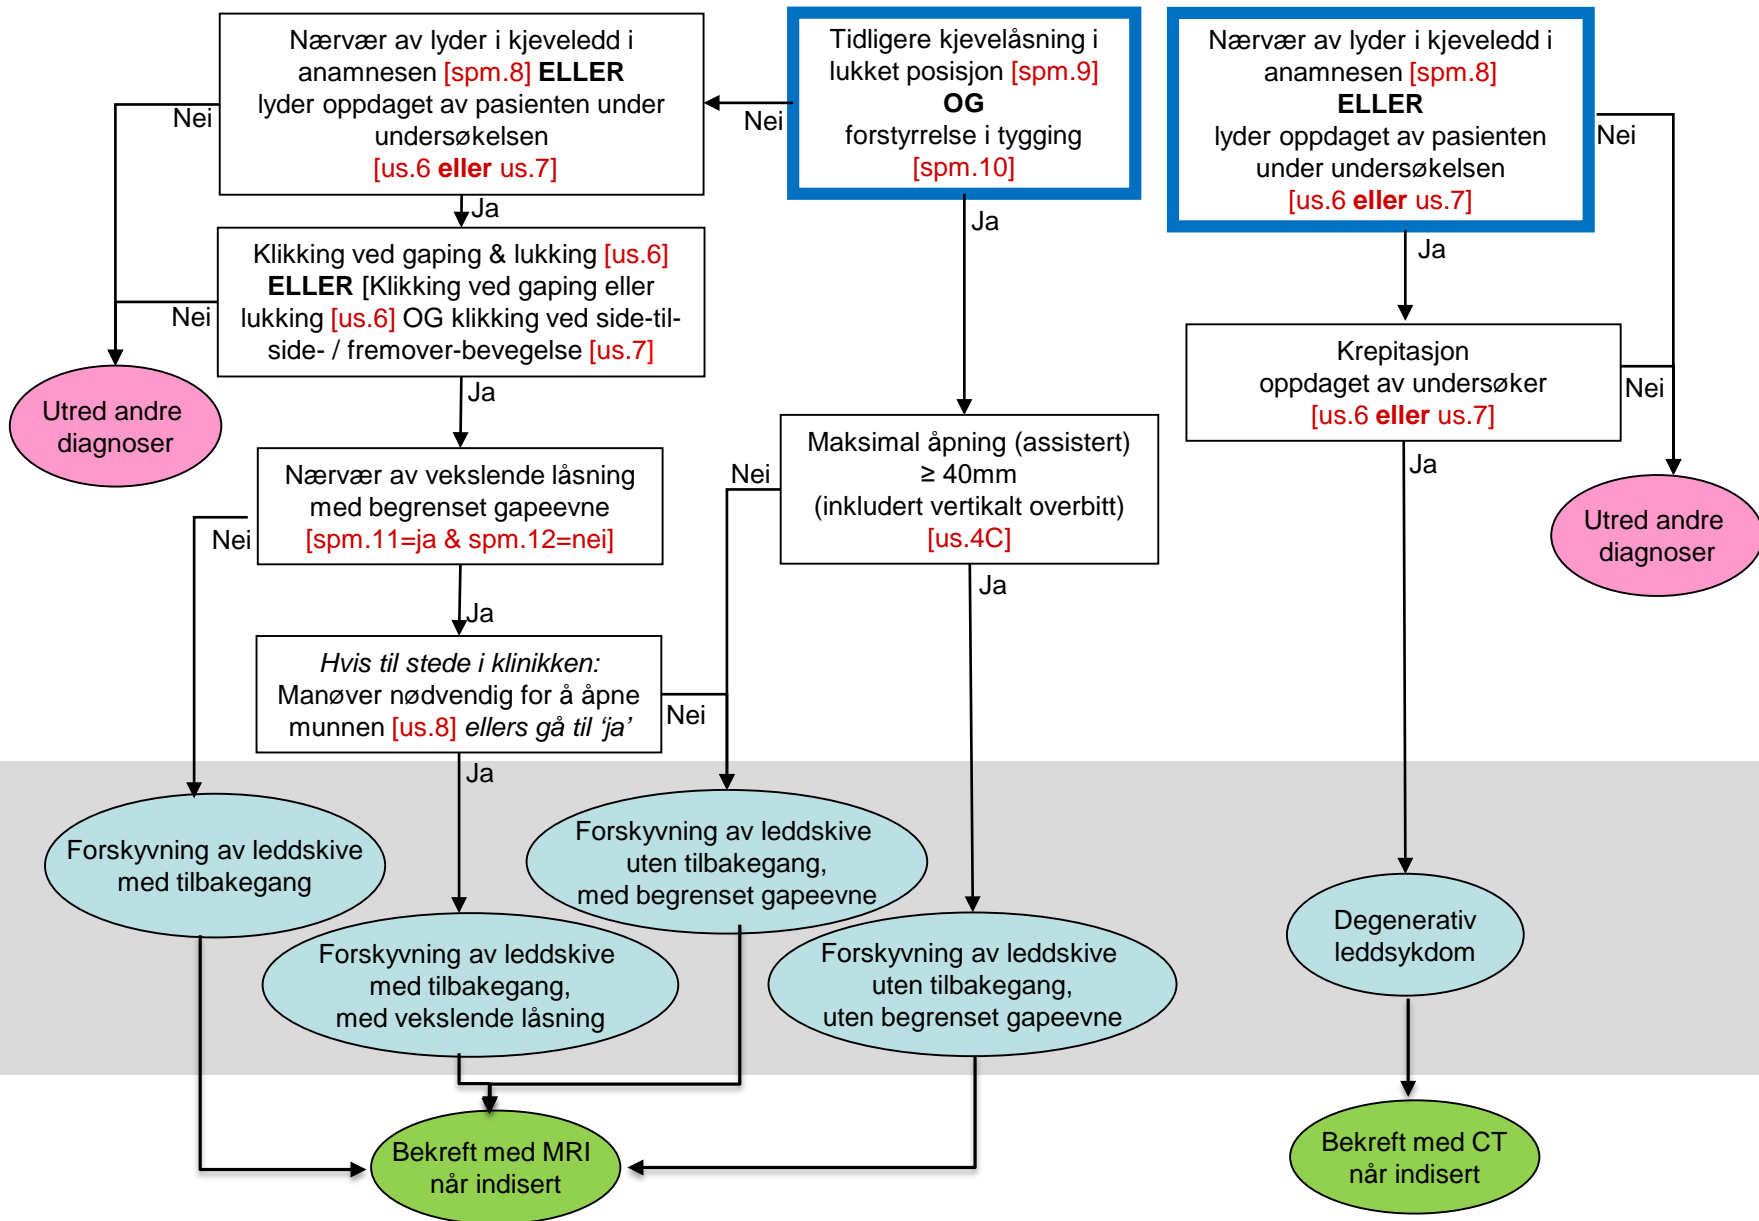 Nærvær av lyder i kjeveledd i
anamnesen [spm.8] ELLER
lyder oppdaget av pasienten under
undersøkelsen
[us.6 eller us.7]
Nei
Ja
Tidligere kjevelåsning i
lukket posisjon [spm.9]
OG
forstyrrelse i tygging
[spm.10]
Nei
Ja
Nærvær av lyder i kjeveledd i
anamnesen [spm.8]
ELLER
lyder oppdaget av pasienten
under undersøkelsen
[us.6 eller us.7]
Nei
Ja
Klikking ved gaping & lukking [us.6]
ELLER [Klikking ved gaping eller
lukking [us.6] OG klikking ved side-til-
side- / fremover-bevegelse [us.7]
Nei
Ja
Utred andre
diagnoser
Krepitasjon
oppdaget av undersøker
[us.6 eller us.7]
Nei
Ja
Nærvær av vekslende låsning
med begrenset gapeevne
[spm.11=ja & spm.12=nei]
Nei
Ja
Maksimal åpning (assistert)
≥ 40mm
(inkludert vertikalt overbitt)
[us.4C]
Nei
Ja
Utred andre
diagnoser
Hvis til stede i klinikken:
Manøver nødvendig for å åpne
munnen [us.8] ellers gå til ‘ja’
Nei
Ja
Forskyvning av leddskive
med tilbakegang
Forskyvning av leddskive
uten tilbakegang,
med begrenset gapeevne
Forskyvning av leddskive
med tilbakegang,
med vekslende låsning
Forskyvning av leddskive
uten tilbakegang,
uten begrenset gapeevne
Degenerativ
leddsykdom
Bekreft med MRI
når indisert
Bekreft med CT
når indisert